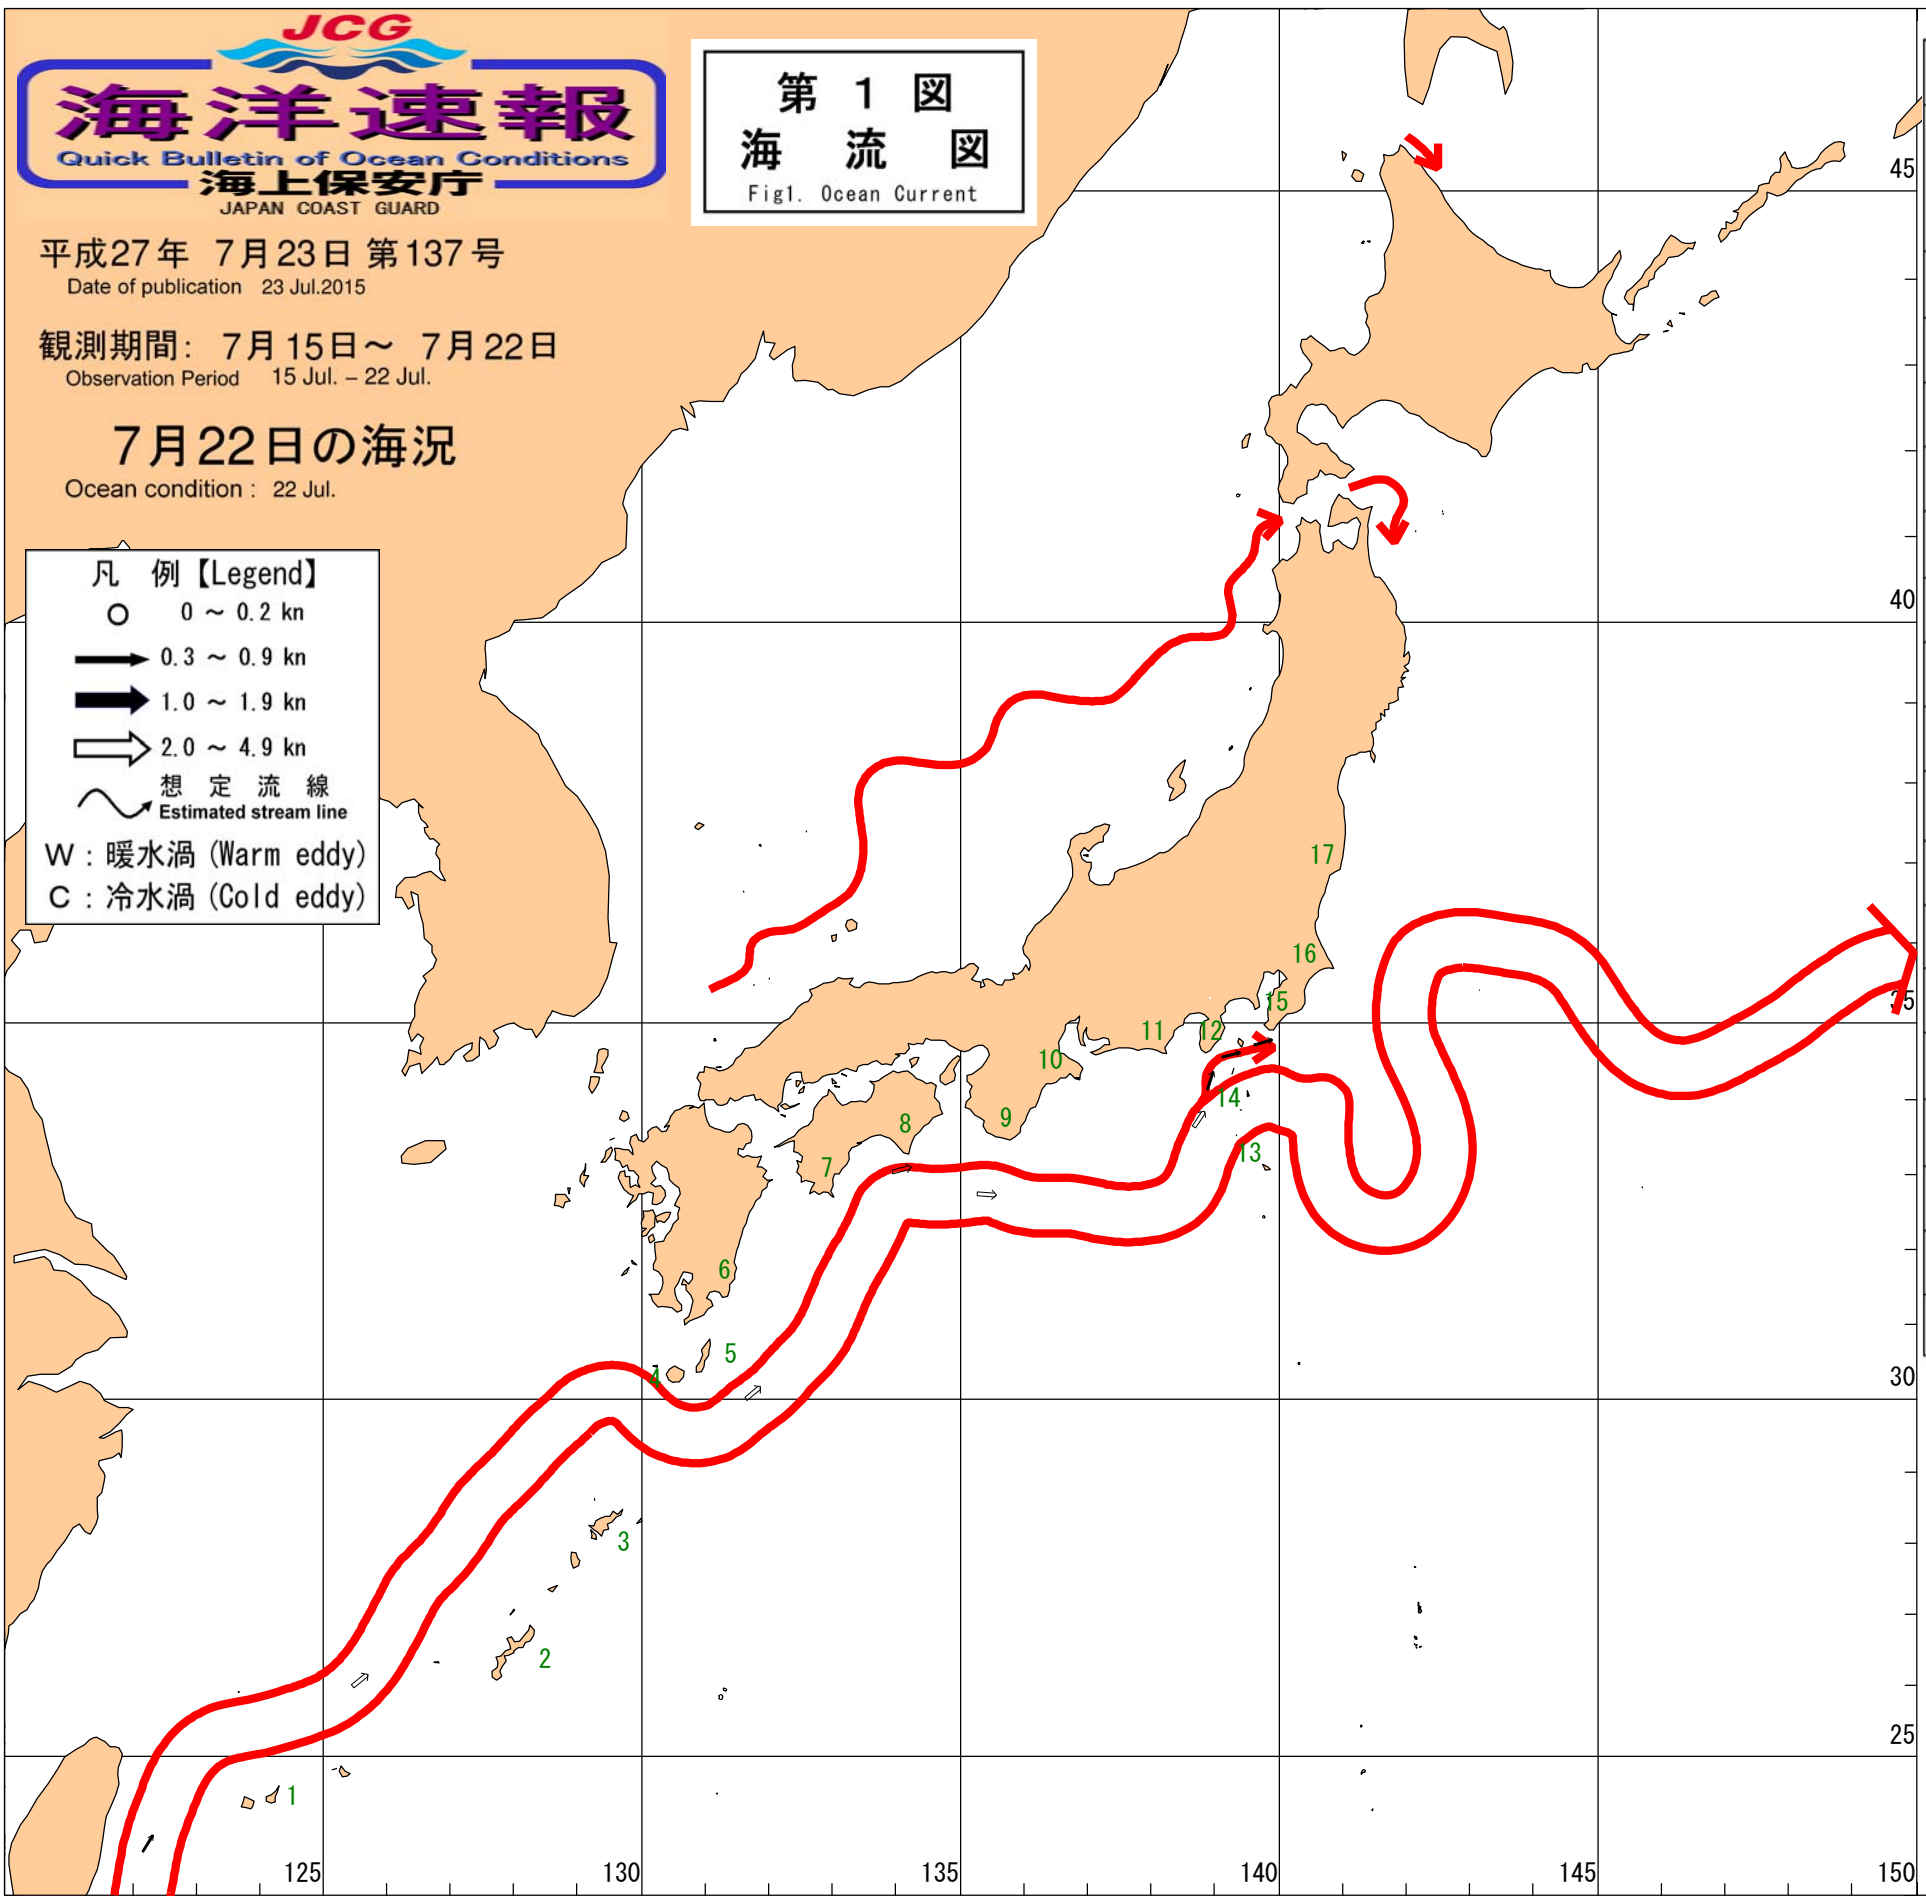 JCG
海洋速報
Quick Bulletin of Ocean Conditions
海上保安庁
JAPAN COAST GUARD
第 1 図
海 流 図
Fig1. Ocean Current
平成27年 7月23日 第137号
Date of publication 23 Jul.2015
観測期間: 7月15日～ 7月22日
Observation Period 15 Jul. – 22 Jul.
7月22日の海況
Ocean condition : 22 Jul.
凡 例【Legend】
0 ～ 0.2 kn
0.3 ～ 0.9 kn
1.0 ～ 1.9 kn
2.0 ～ 4.9 kn
想 定 流 線
Estimated stream line
W : 暖水渦 (Warm eddy)
C : 冷水渦 (Cold eddy)
45
40
35
30
25
125
130
135
140
145
150
1
2
3
4
5
6
7
8
9
10
11
12
13
14
15
16
17